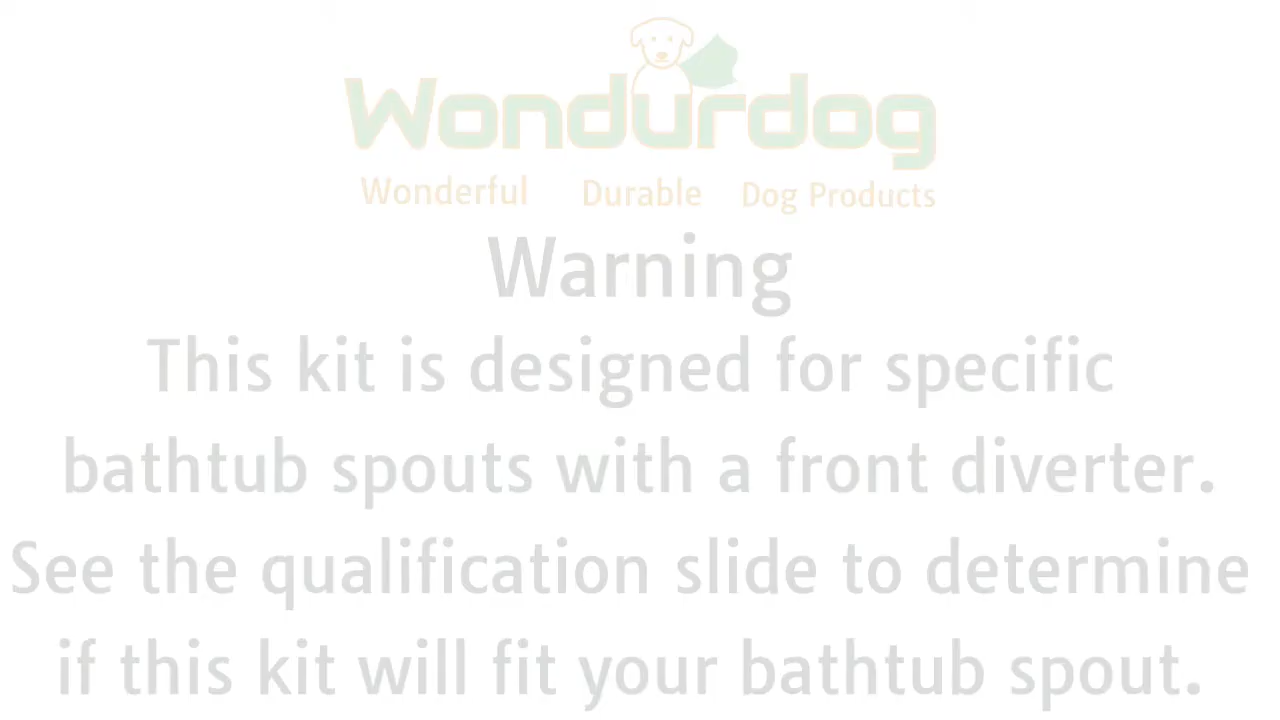 Wondurdog
Wonderful Durable Dog Products
Warning
This kit is designed for specific
bathtub spouts with a front diverter.
See the qualification slide to determine
if this kit will fit your bathtub spout.